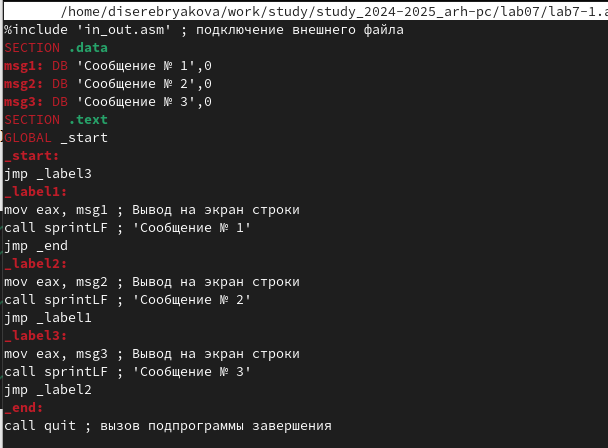 /home/diserebryakova/work/study/study_2024-2025_arh-pc/lab07/lab7-1.a
%include 'in_out.asm' ; подключение внешнего файла
SECTION .data
msg1: DB 'Сообщение № 1',0
msg2: DB 'Сообщение № 2',0
msg3: DB 'Сообщение № 3',0
SECTION .text
GLOBAL _start
_start:
jmp _label3
_label1:
mov eax, msg1 ; Вывод на экран строки
call sprintLF ; 'Сообщение № 1'
jmp _end
_label2:
mov eax, msg2 ; Вывод на экран строки
call sprintLF ; 'Сообщение № 2'
jmp _label1
_label3:
mov eax, msg3 ; Вывод на экран строки
call sprintLF ; 'Сообщение № 3'
jmp _label2
_end:
call quit ; вызов подпрограммы завершения